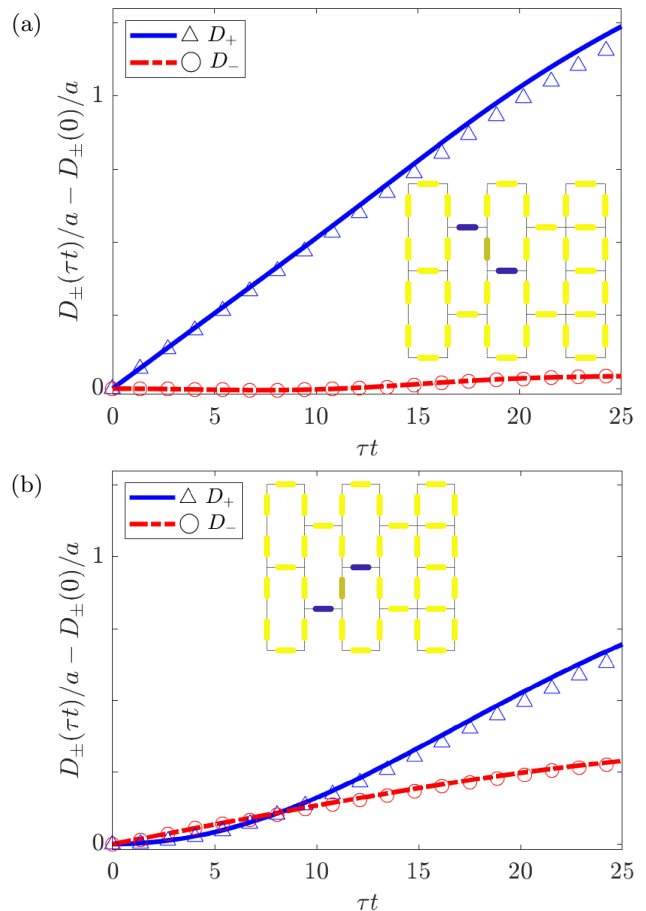 (a)
△ D₊
○ D₋
D±(τt)/a − D±(0)/a
1
0
0 5 10 15 20 25
τt
(b)
△ D₊
○ D₋
D±(τt)/a − D±(0)/a
1
0
0 5 10 15 20 25
τt